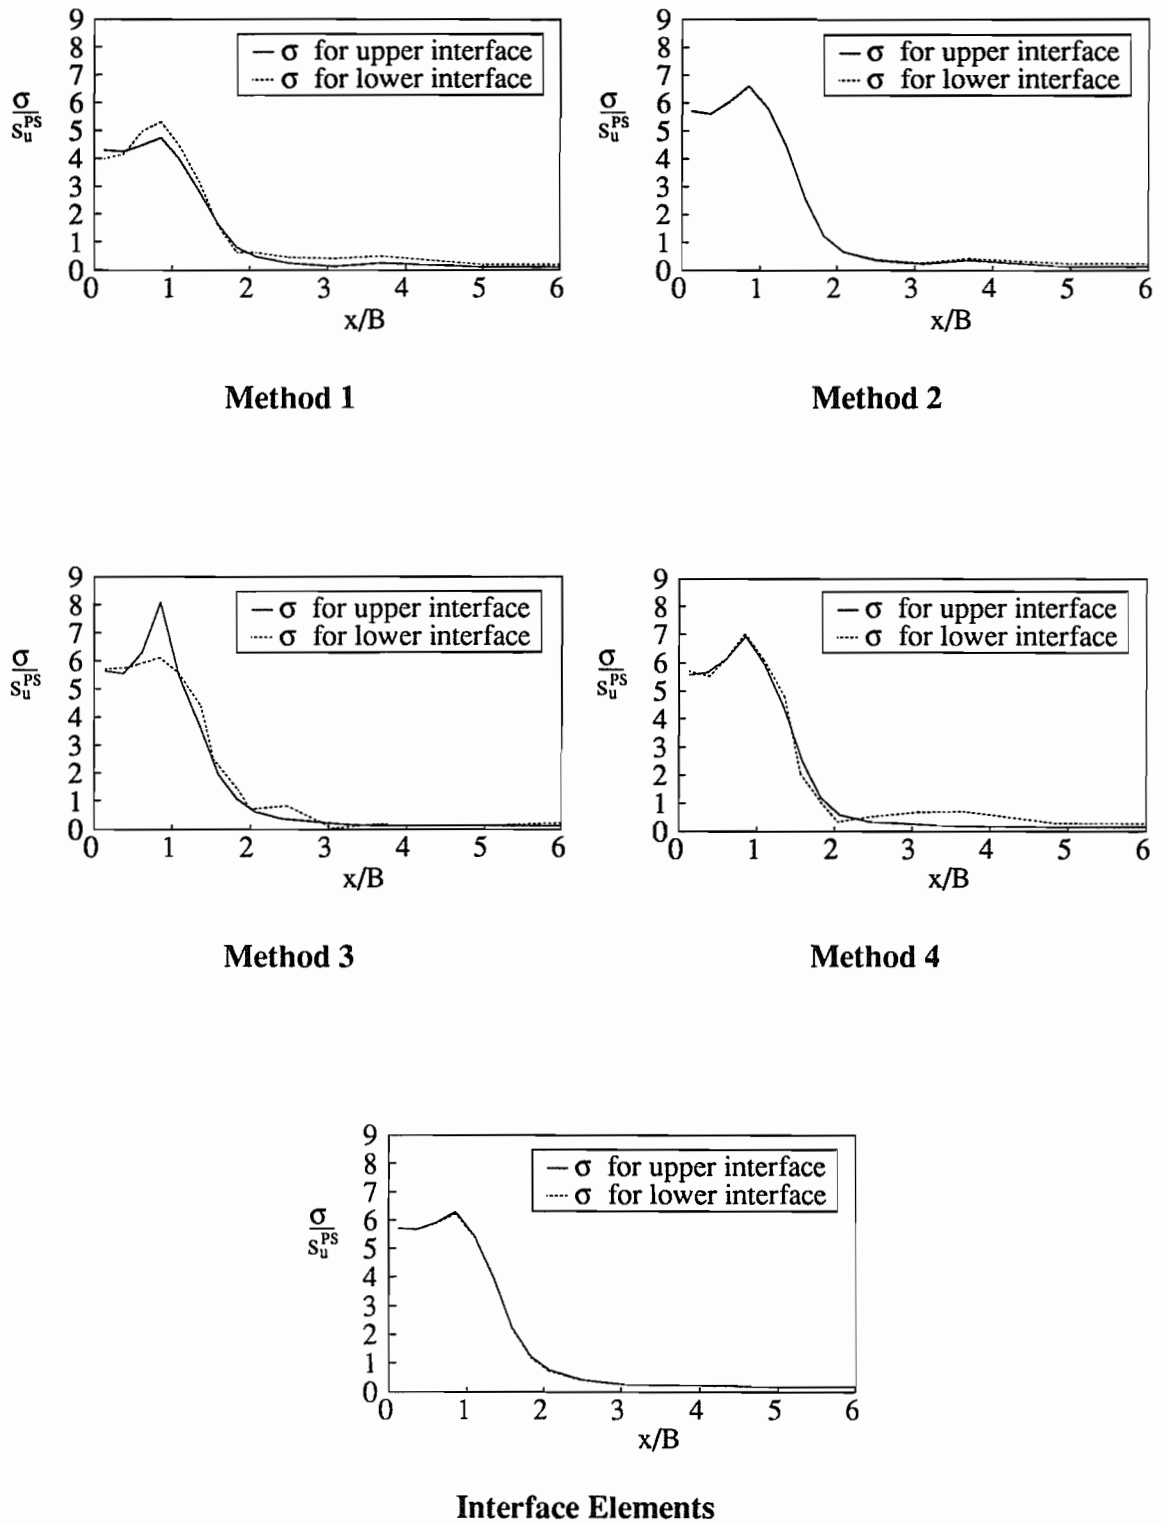 9
8
7
6
5
4
3
2
1
0
σ
s_u^PS
— σ for upper interface
······ σ for lower interface
0 1 2 3 4 5 6
x/B
Method 1
9
8
7
6
5
4
3
2
1
0
σ
s_u^PS
— σ for upper interface
······ σ for lower interface
0 1 2 3 4 5 6
x/B
Method 2
9
8
7
6
5
4
3
2
1
0
σ
s_u^PS
— σ for upper interface
······ σ for lower interface
0 1 2 3 4 5 6
x/B
Method 3
9
8
7
6
5
4
3
2
1
0
σ
s_u^PS
— σ for upper interface
······ σ for lower interface
0 1 2 3 4 5 6
x/B
Method 4
9
8
7
6
5
4
3
2
1
0
σ
s_u^PS
— σ for upper interface
······ σ for lower interface
0 1 2 3 4 5 6
x/B
Interface Elements